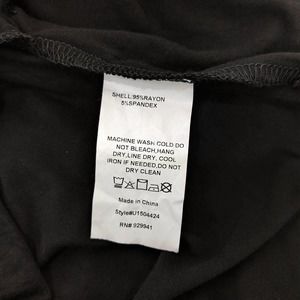 SHELL:95%RAYON
5%SPANDEX
MACHINE WASH COLD DO
NOT BLEACH,HANG
DRY.LINE DRY, COOL
IRON IF NEEDED,DO NOT
DRY CLEAN
Made in China
Style#U1504424
RN# 929941